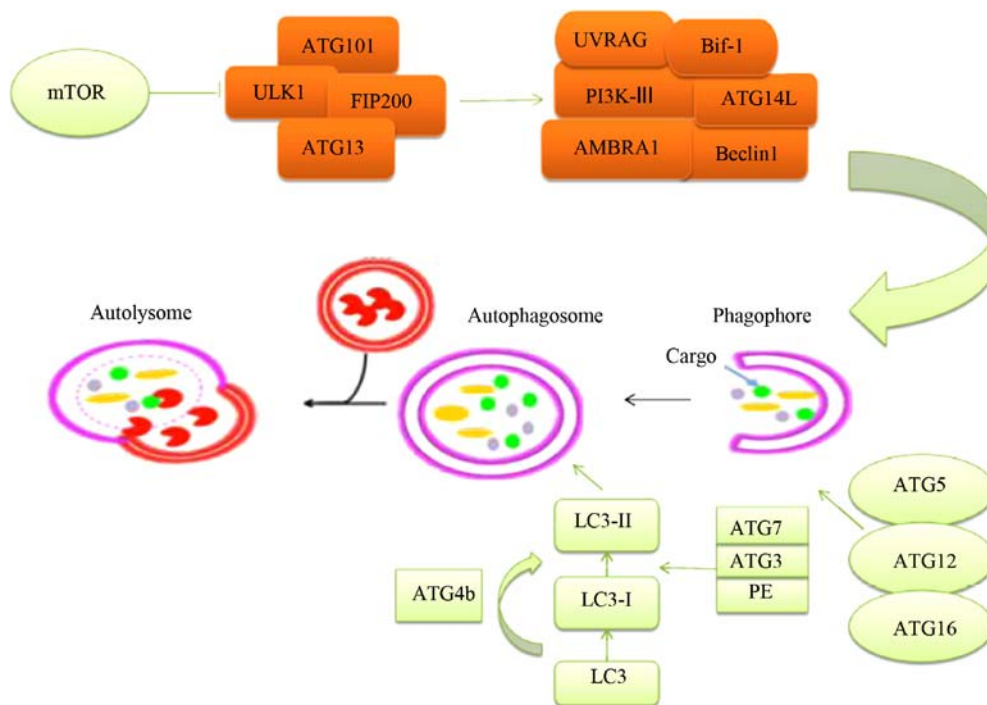 mTOR
ATG101
ULK1
FIP200
ATG13
UVRAG
Bif-1
PI3K-III
ATG14L
AMBRA1
Beclin1
Autolysome
Autophagosome
Phagophore
Cargo
LC3-II
LC3-I
LC3
ATG4b
ATG7
ATG3
PE
ATG5
ATG12
ATG16